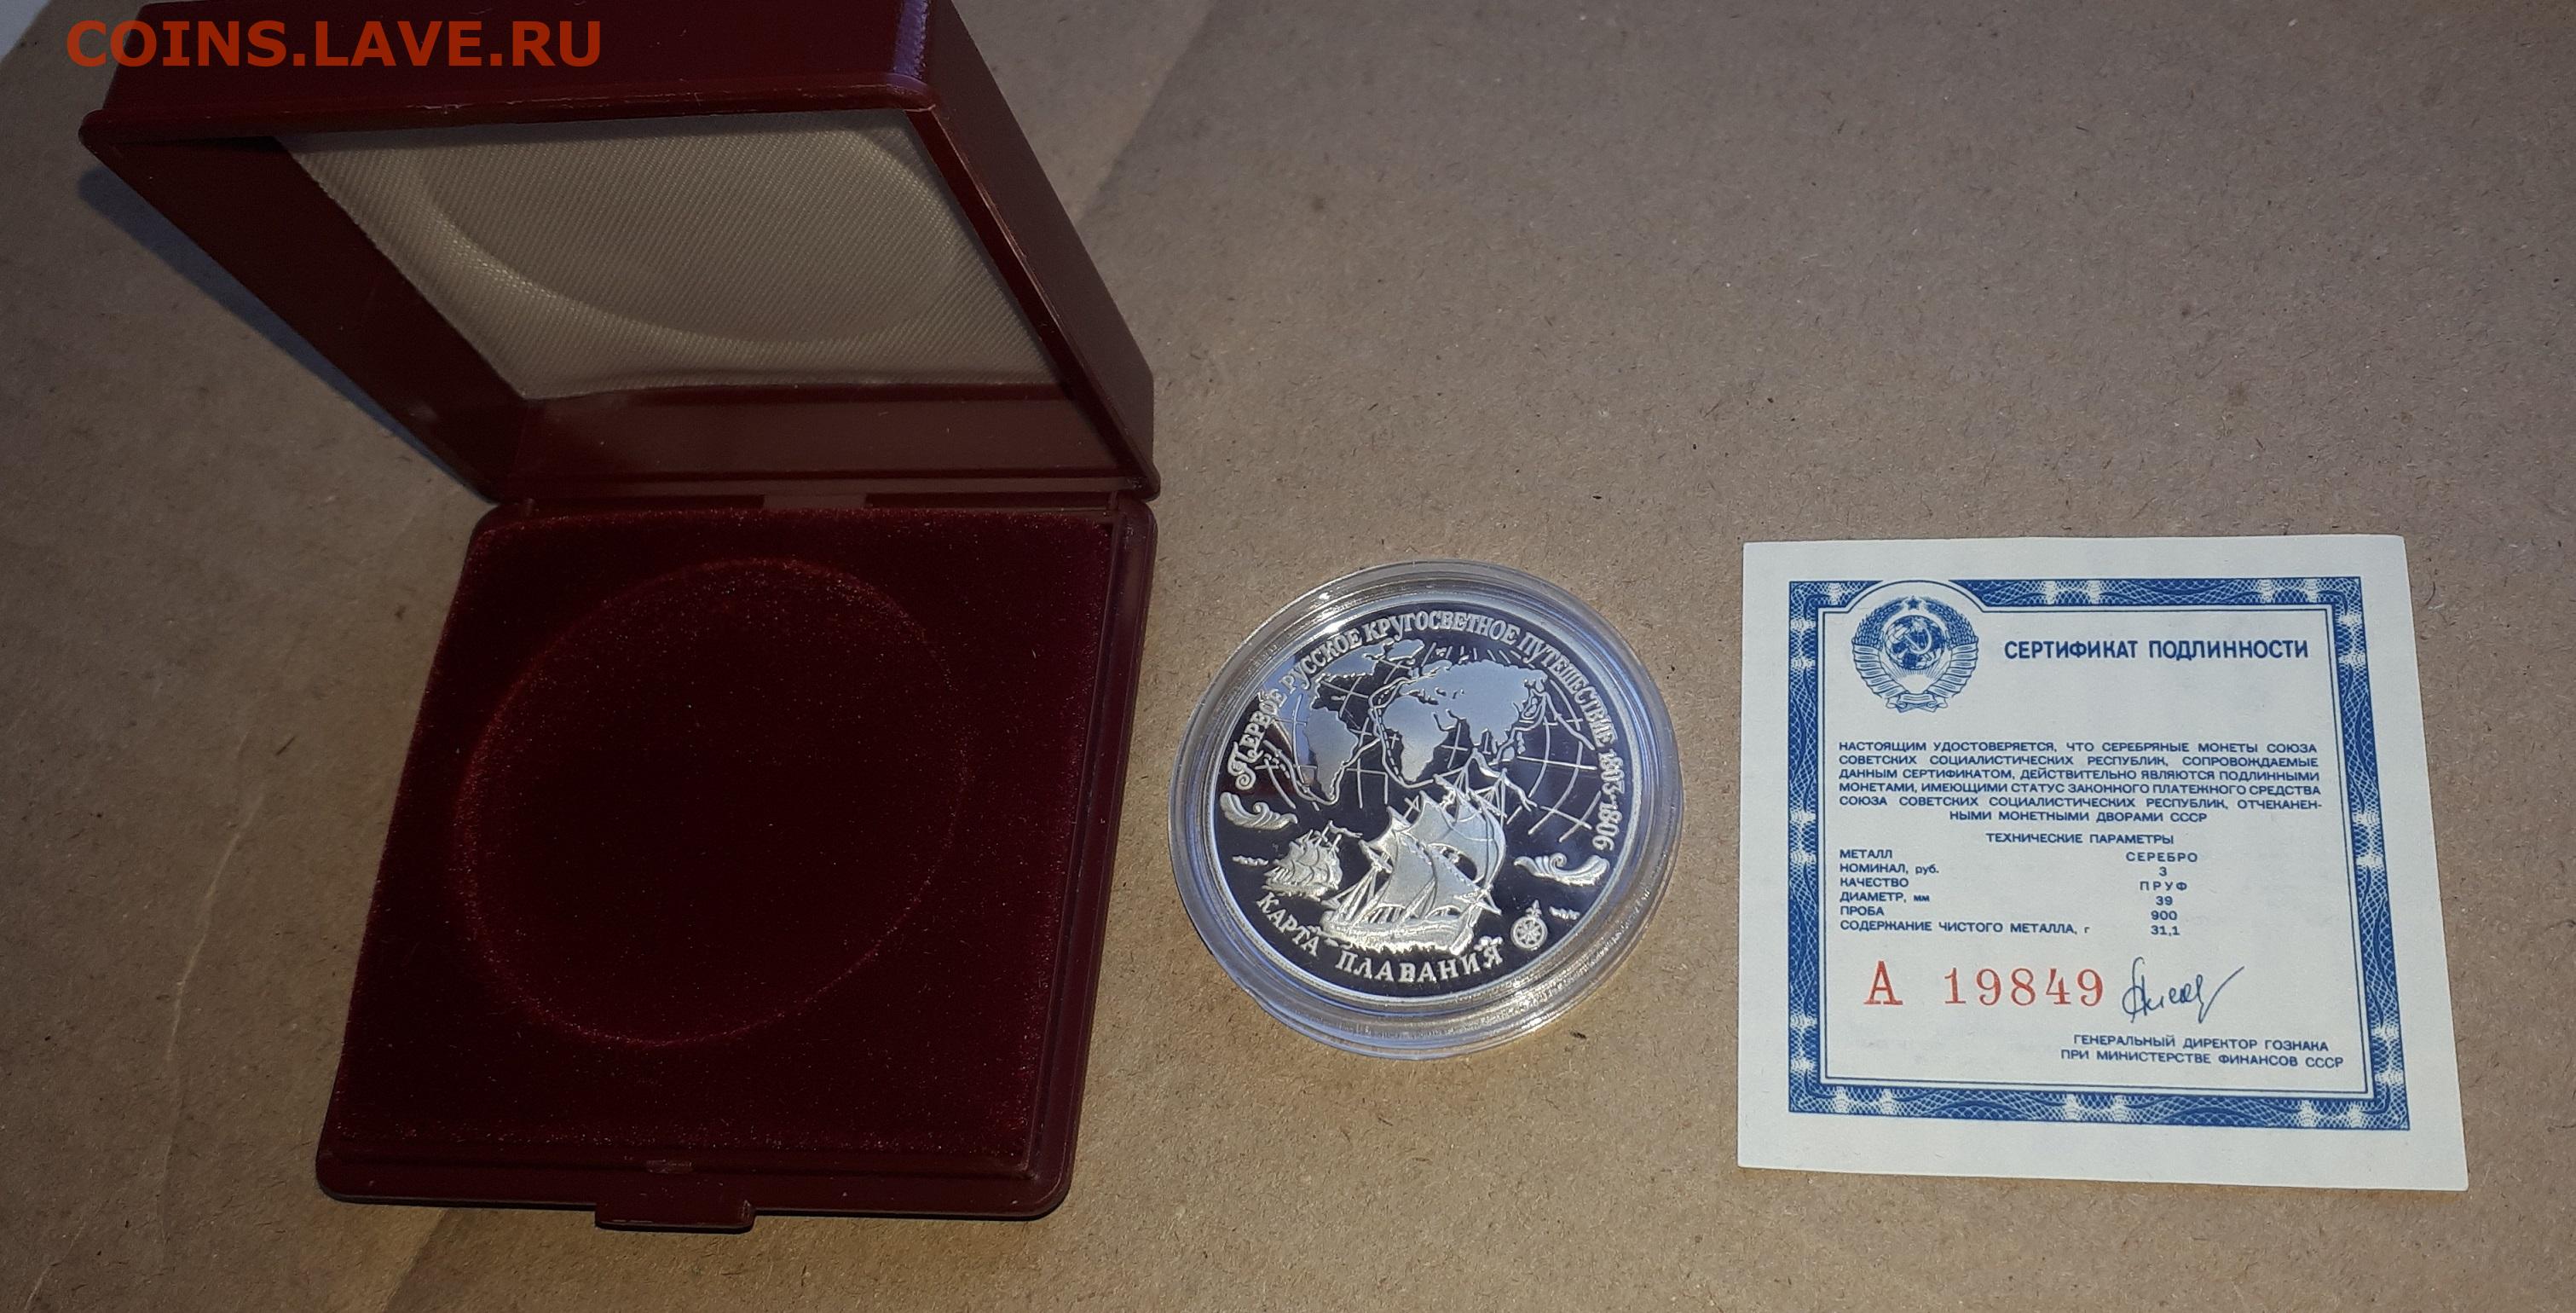 COINS.LAVE.RU
ПЕРВОЕ РУССКОЕ КРУГОСВЕТНОЕ ПУТЕШЕСТВИЕ 1803-1806
КАРТА ПЛАВАНИЯ
СЕРТИФИКАТ ПОДЛИННОСТИ
НАСТОЯЩИМ УДОСТОВЕРЯЕТСЯ, ЧТО СЕРЕБРЯНЫЕ МОНЕТЫ СОЮЗА
СОВЕТСКИХ СОЦИАЛИСТИЧЕСКИХ РЕСПУБЛИК, СОПРОВОЖДАЕМЫЕ
ДАННЫМ СЕРТИФИКАТОМ, ДЕЙСТВИТЕЛЬНО ЯВЛЯЮТСЯ ПОДЛИННЫМИ
МОНЕТАМИ, ИМЕЮЩИМИ СТАТУС ЗАКОННОГО ПЛАТЕЖНОГО СРЕДСТВА
СОЮЗА СОВЕТСКИХ СОЦИАЛИСТИЧЕСКИХ РЕСПУБЛИК, ОТЧЕКАНЕН-
НЫМИ МОНЕТНЫМИ ДВОРАМИ СССР
ТЕХНИЧЕСКИЕ ПАРАМЕТРЫ
МЕТАЛЛ СЕРЕБРО
НОМИНАЛ, руб. 3
КАЧЕСТВО ПРУФ
ДИАМЕТР, мм 39
ПРОБА 900
СОДЕРЖАНИЕ ЧИСТОГО МЕТАЛЛА, г 31,1
А 19849
ГЕНЕРАЛЬНЫЙ ДИРЕКТОР ГОЗНАКА
ПРИ МИНИСТЕРСТВЕ ФИНАНСОВ СССР